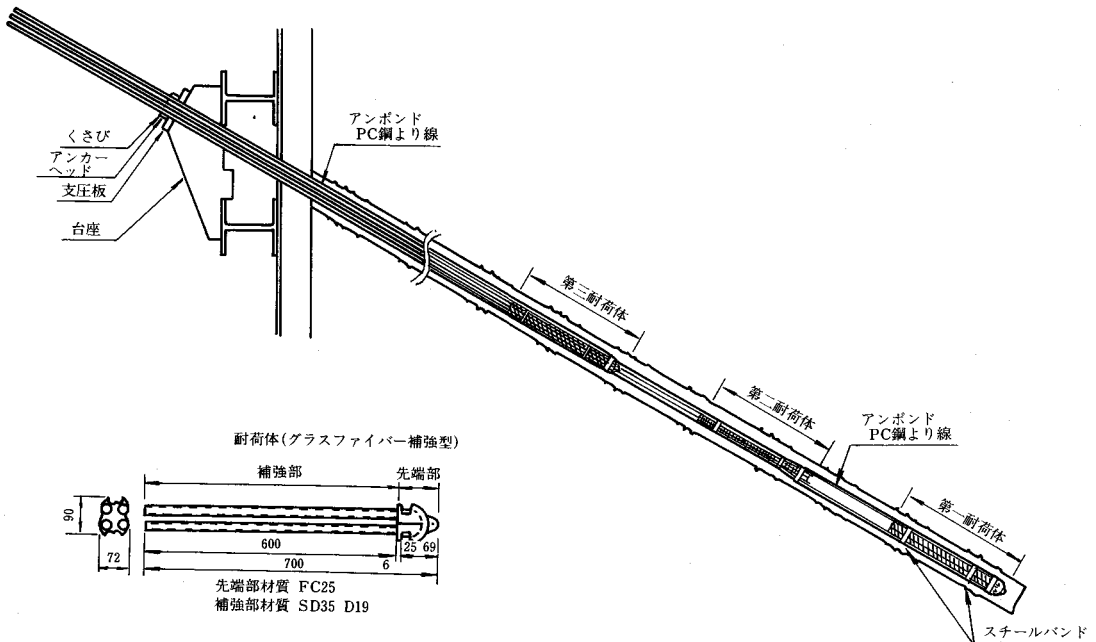 くさび
アンカー
ヘッド
支圧板
台座
アンボンド
PC鋼より線
第三耐荷体
第二耐荷体
アンボンド
PC鋼より線
第一耐荷体
スチールバンド
耐荷体(グラスファイバー補強型)
補強部
先端部
90
72
600
25
69
6
700
先端部材質 FC25
補強部材質 SD35 D19